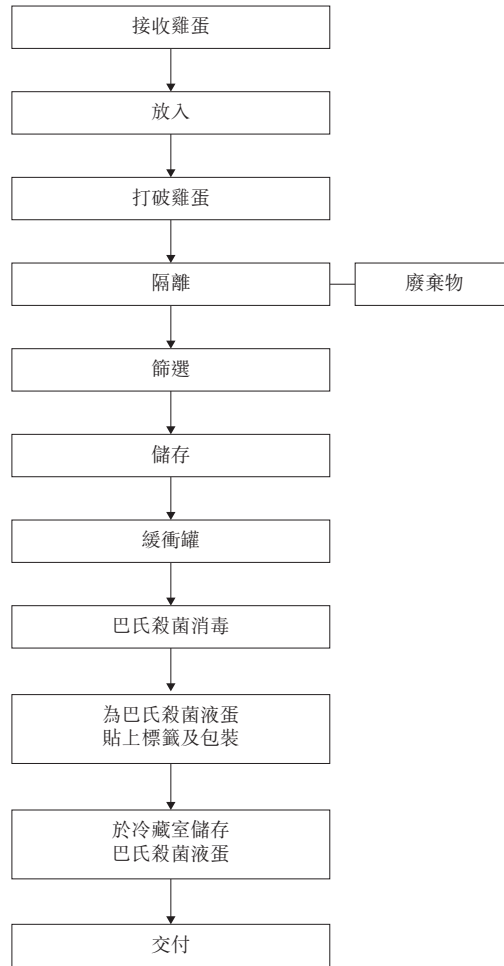 接收雞蛋
放入
打破雞蛋
隔離
廢棄物
篩選
儲存
緩衝罐
巴氏殺菌消毒
為巴氏殺菌液蛋
貼上標籤及包裝
於冷藏室儲存
巴氏殺菌液蛋
交付